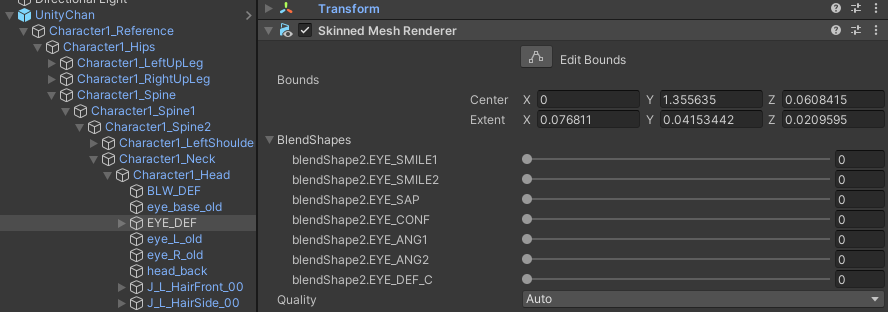 Directional Light
UnityChan
Character1_Reference
Character1_Hips
Character1_LeftUpLeg
Character1_RightUpLeg
Character1_Spine
Character1_Spine1
Character1_Spine2
Character1_LeftShoulde
Character1_Neck
Character1_Head
BLW_DEF
eye_base_old
EYE_DEF
eye_L_old
eye_R_old
head_back
J_L_HairFront_00
J_L_HairSide_00
Transform
Skinned Mesh Renderer
Edit Bounds
Bounds
Center X 0 Y 1.355635 Z 0.0608415
Extent X 0.076811 Y 0.04153442 Z 0.0209595
BlendShapes
blendShape2.EYE_SMILE1 0
blendShape2.EYE_SMILE2 0
blendShape2.EYE_SAP 0
blendShape2.EYE_CONF 0
blendShape2.EYE_ANG1 0
blendShape2.EYE_ANG2 0
blendShape2.EYE_DEF_C 0
Quality Auto